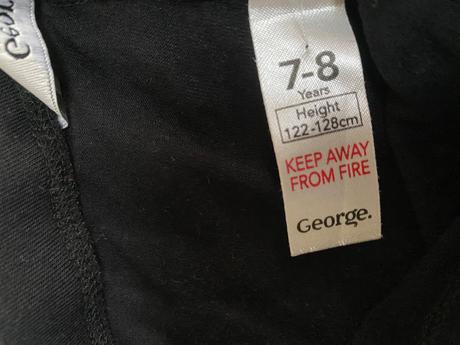 7-8
Years
Height
122-128cm
KEEP AWAY
FROM FIRE
George.